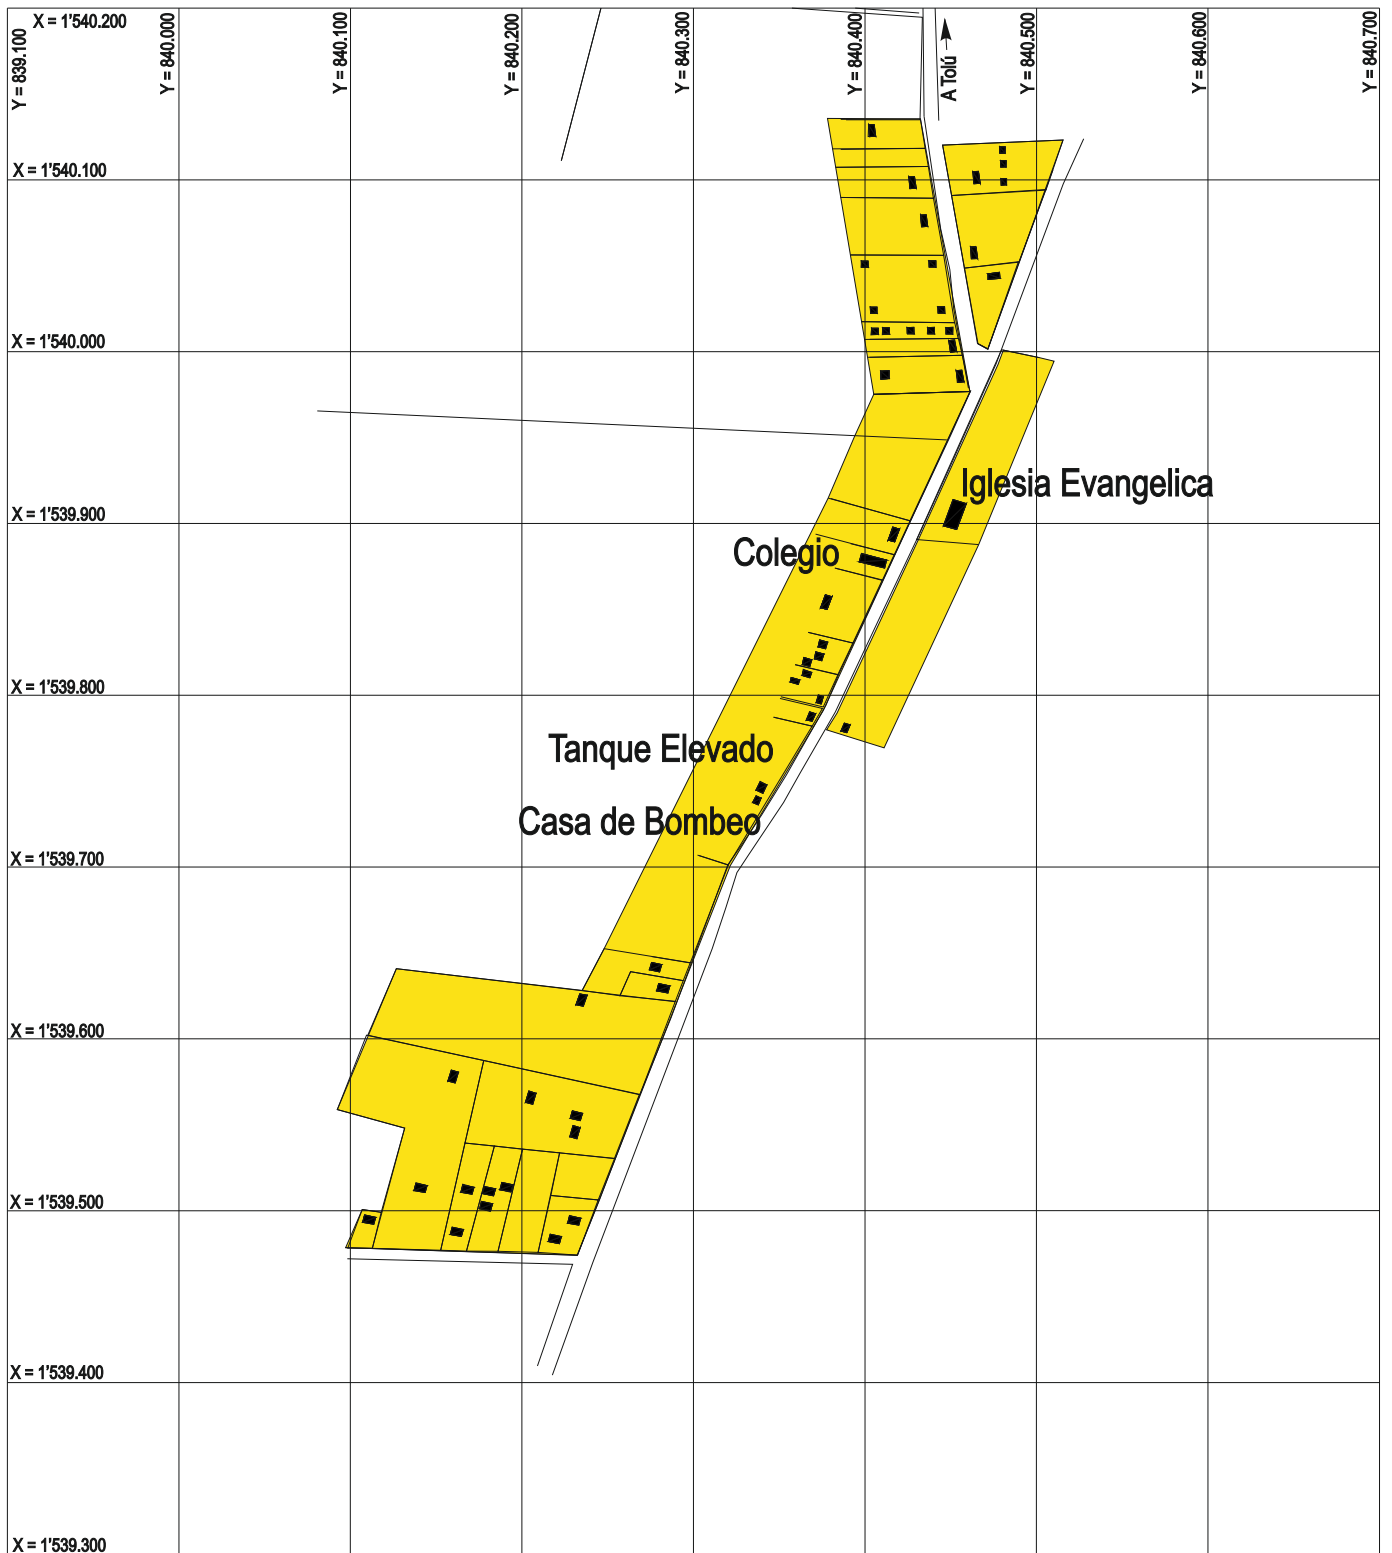 X = 1'540.200
Y = 839.100
Y = 840.000
Y = 840.100
Y = 840.200
Y = 840.300
Y = 840.400
A Tolú
Y = 840.500
Y = 840.600
Y = 840.700
X = 1'540.100
X = 1'540.000
Iglesia Evangelica
X = 1'539.900
Colegio
X = 1'539.800
Tanque Elevado
Casa de Bombeo
X = 1'539.700
X = 1'539.600
X = 1'539.500
X = 1'539.400
X = 1'539.300